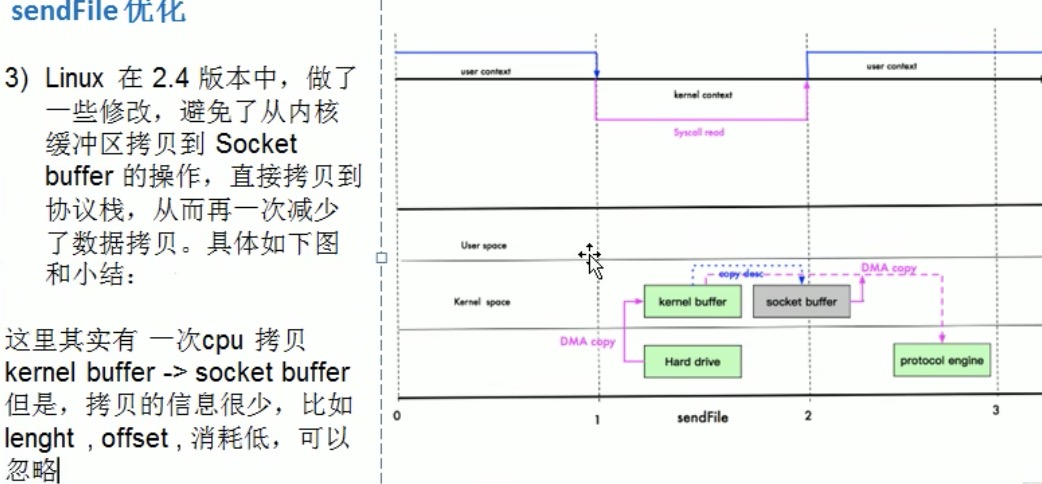 sendFile 优化
3) Linux 在 2.4 版本中，做了
一些修改，避免了从内核
缓冲区拷贝到 Socket
buffer 的操作，直接拷贝到
协议栈，从而再一次减少
了数据拷贝。具体如下图
和小结：
这里其实有 一次cpu 拷贝
kernel buffer -> socket buffer
但是，拷贝的信息很少，比如
lenght , offset , 消耗低，可以
忽略
user context
user context
kernel context
Syscall read
User space
copy desc
DMA copy
Kernel space
kernel buffer
socket buffer
DMA copy
Hard drive
protocol engine
0
1
sendFile
2
3